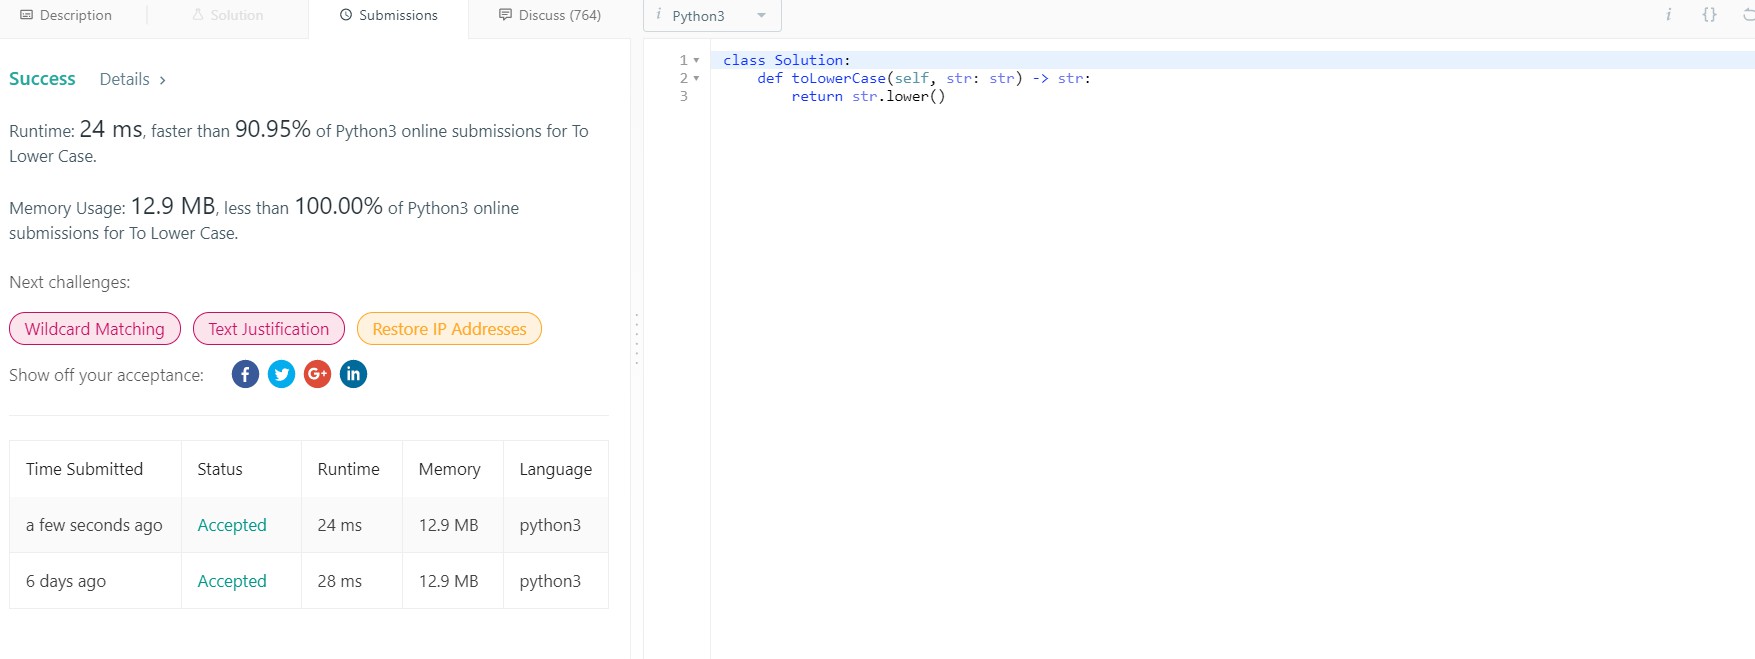 Description
Solution
Submissions
Discuss (764)
i Python3
i {}
Success Details >
Runtime: 24 ms, faster than 90.95% of Python3 online submissions for To
Lower Case.
Memory Usage: 12.9 MB, less than 100.00% of Python3 online
submissions for To Lower Case.
Next challenges:
Wildcard Matching Text Justification Restore IP Addresses
Show off your acceptance: f G+ in
Time Submitted Status Runtime Memory Language
a few seconds ago Accepted 24 ms 12.9 MB python3
6 days ago Accepted 28 ms 12.9 MB python3
1 class Solution:
2 def toLowerCase(self, str: str) -> str:
3 return str.lower()